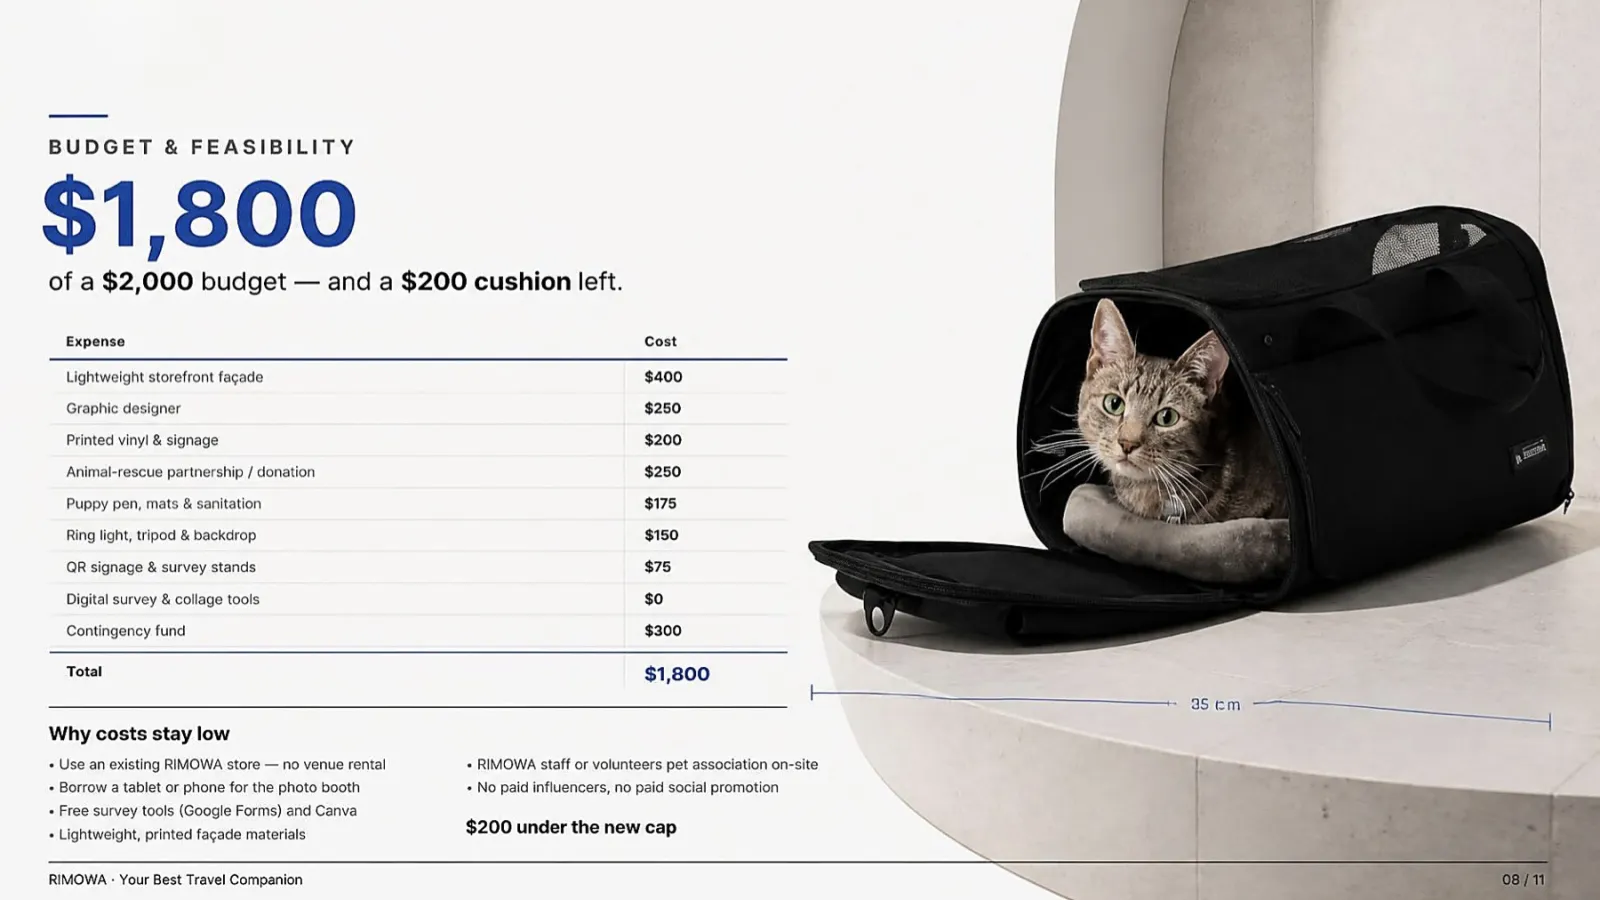 BUDGET & FEASIBILITY
$1,800
of a $2,000 budget — and a $200 cushion left.
Expense Cost
Lightweight storefront façade $400
Graphic designer $250
Printed vinyl & signage $200
Animal-rescue partnership / donation $250
Puppy pen, mats & sanitation $175
Ring light, tripod & backdrop $150
QR signage & survey stands $75
Digital survey & collage tools $0
Contingency fund $300
Total $1,800
35 cm
Why costs stay low
• Use an existing RIMOWA store — no venue rental
• Borrow a tablet or phone for the photo booth
• Free survey tools (Google Forms) and Canva
• Lightweight, printed façade materials
• RIMOWA staff or volunteers pet association on-site
• No paid influencers, no paid social promotion
$200 under the new cap
RIMOWA · Your Best Travel Companion
08 / 11